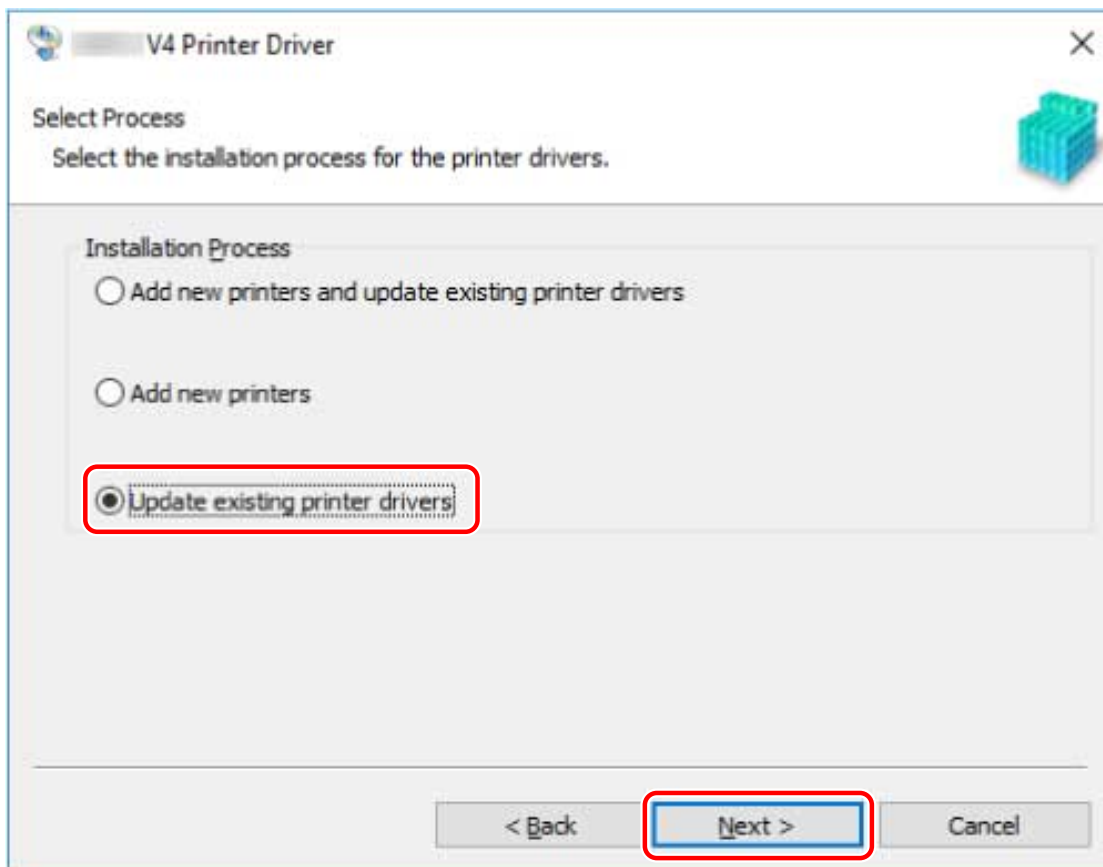 V4 Printer Driver
Select Process
Select the installation process for the printer drivers.
Installation Process
Add new printers and update existing printer drivers
Add new printers
Update existing printer drivers
< Back
Next >
Cancel